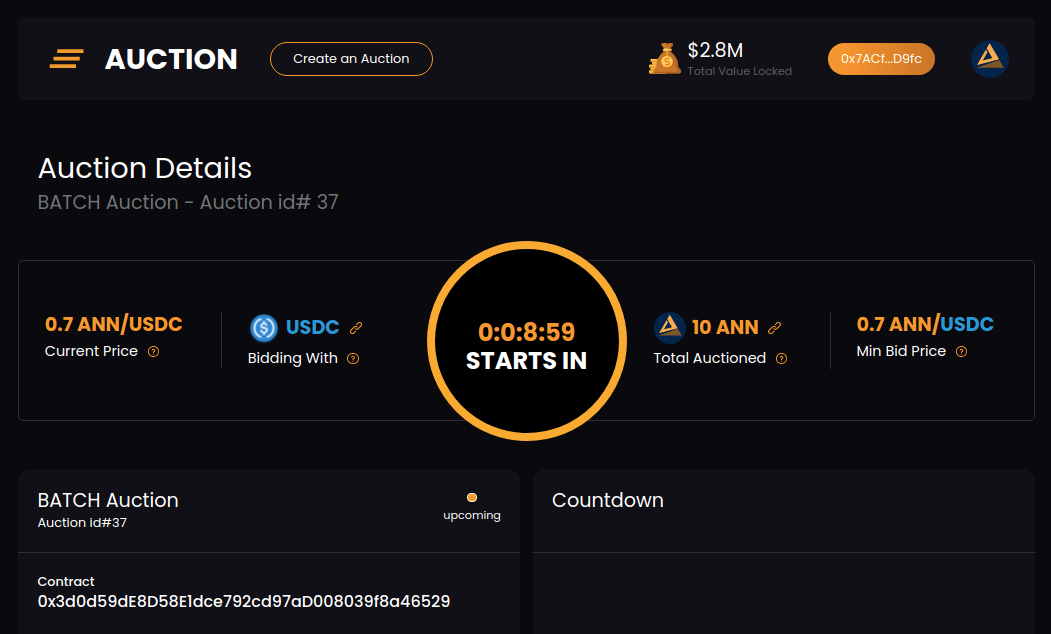 AUCTION
Create an Auction
$2.8M
Total Value Locked
0x7ACf...D9fc
Auction Details
BATCH Auction - Auction id# 37
0.7 ANN/USDC
Current Price
USDC
Bidding With
0:0:8:59
STARTS IN
10 ANN
Total Auctioned
0.7 ANN/USDC
Min Bid Price
BATCH Auction
Auction id#37
upcoming
Countdown
Contract
0x3d0d59dE8D58E1dce792cd97aD008039f8a46529